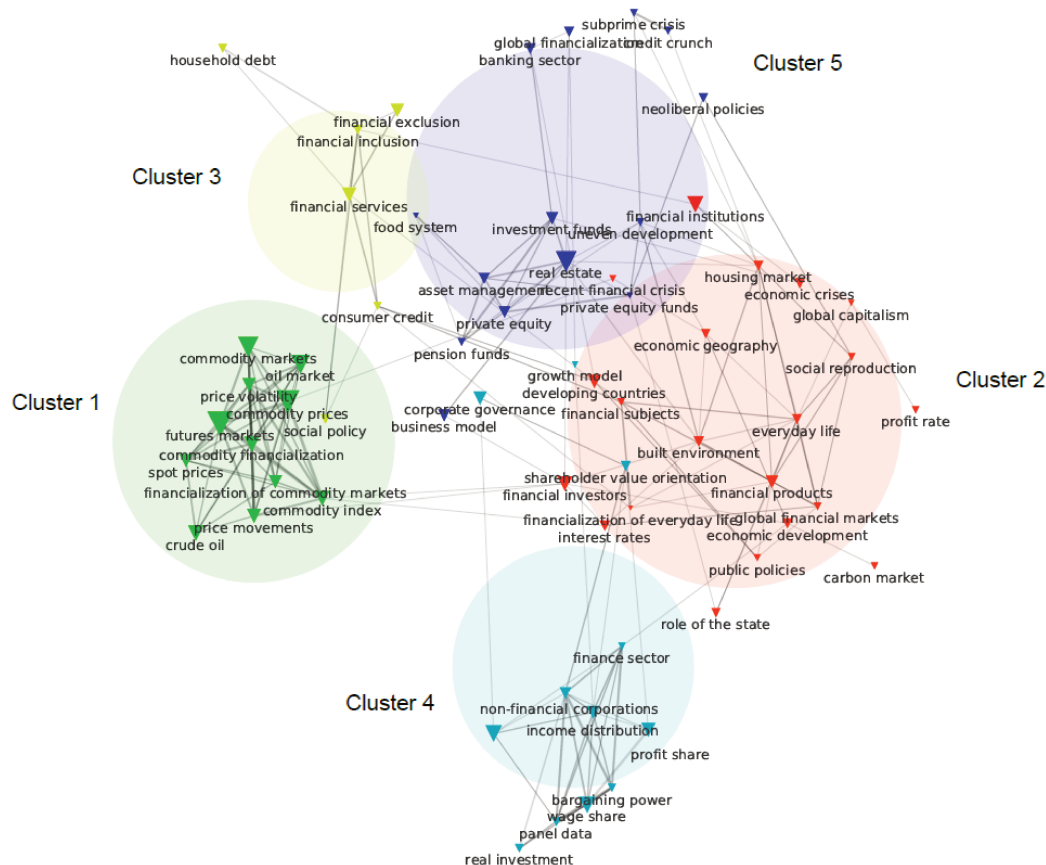 subprime crisis
global financialization
credit crunch
banking sector
household debt
Cluster 5
neoliberal policies
financial exclusion
financial inclusion
Cluster 3
financial services
food system
investment funds
financial institutions
uneven development
real estate
housing market
asset management
recent financial crisis
economic crises
private equity funds
global capitalism
consumer credit
private equity
economic geography
pension funds
commodity markets
social reproduction
oil market
growth model
Cluster 2
price volatility
developing countries
Cluster 1
commodity prices
corporate governance
financial subjects
profit rate
futures markets
social policy
business model
everyday life
commodity financialization
built environment
spot prices
shareholder value orientation
financialization of commodity markets
financial investors
financial products
commodity index
price movements
financialization of everyday life
global financial markets
crude oil
interest rates
economic development
public policies
carbon market
role of the state
finance sector
Cluster 4
non-financial corporations
income distribution
profit share
bargaining power
wage share
panel data
real investment